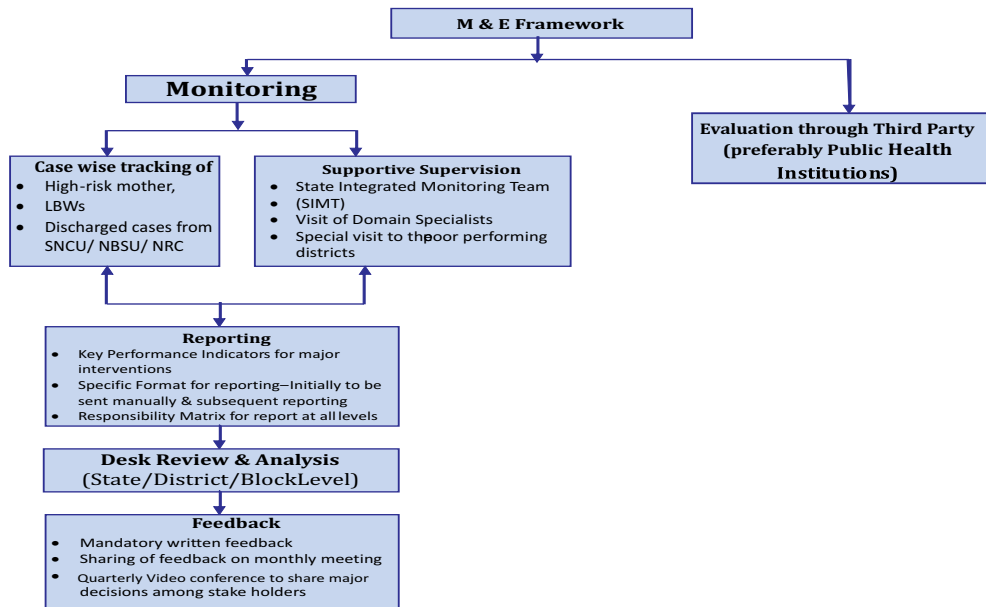 M & E Framework
Monitoring
Evaluation through Third Party
(preferably Public Health
Institutions)
Case wise tracking of
• High-risk mother,
• LBWs
• Discharged cases from
SNCU/ NBSU/ NRC
Supportive Supervision
• State Integrated Monitoring Team
• (SIMT)
• Visit of Domain Specialists
• Special visit to the poor performing
districts
Reporting
• Key Performance Indicators for major
interventions
• Specific Format for reporting–Initially to be
sent manually & subsequent reporting
• Responsibility Matrix for report at all levels
Desk Review & Analysis
(State/District/BlockLevel)
Feedback
• Mandatory written feedback
• Sharing of feedback on monthly meeting
• Quarterly Video conference to share major
decisions among stake holders